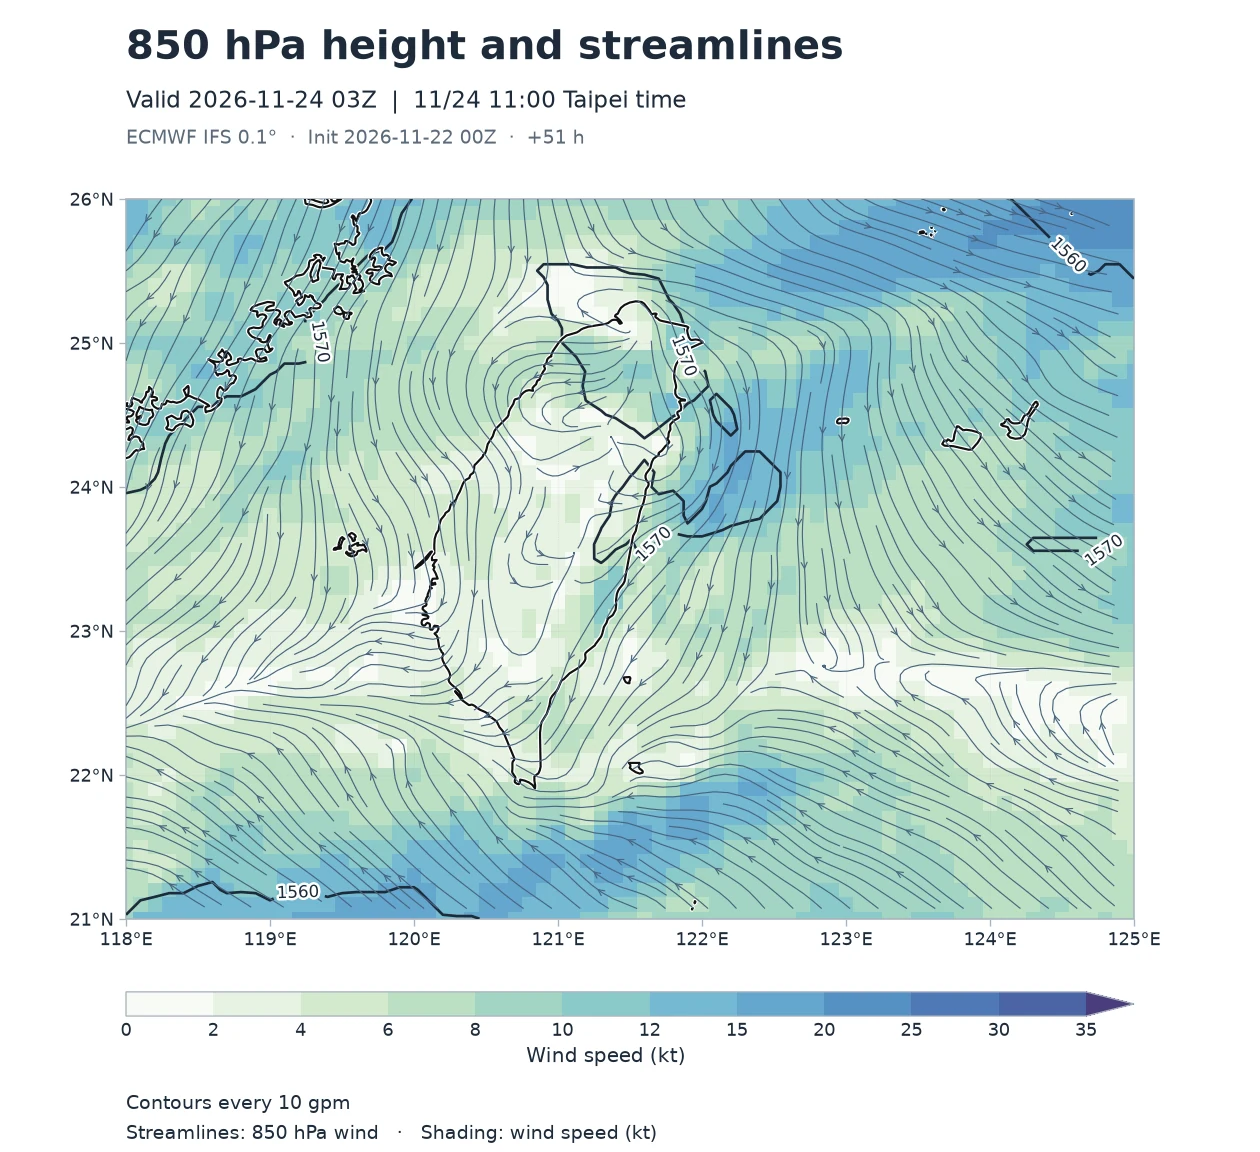 850 hPa height and streamlines
Valid 2026-11-24 03Z | 11/24 11:00 Taipei time
ECMWF IFS 0.1° · Init 2026-11-22 00Z · +51 h
26°N
1560
25°N
1570
1570
24°N
1570
1570
23°N
22°N
1560
21°N
118°E 119°E 120°E 121°E 122°E 123°E 124°E 125°E
0 2 4 6 8 10 12 15 20 25 30 35
Wind speed (kt)
Contours every 10 gpm
Streamlines: 850 hPa wind · Shading: wind speed (kt)